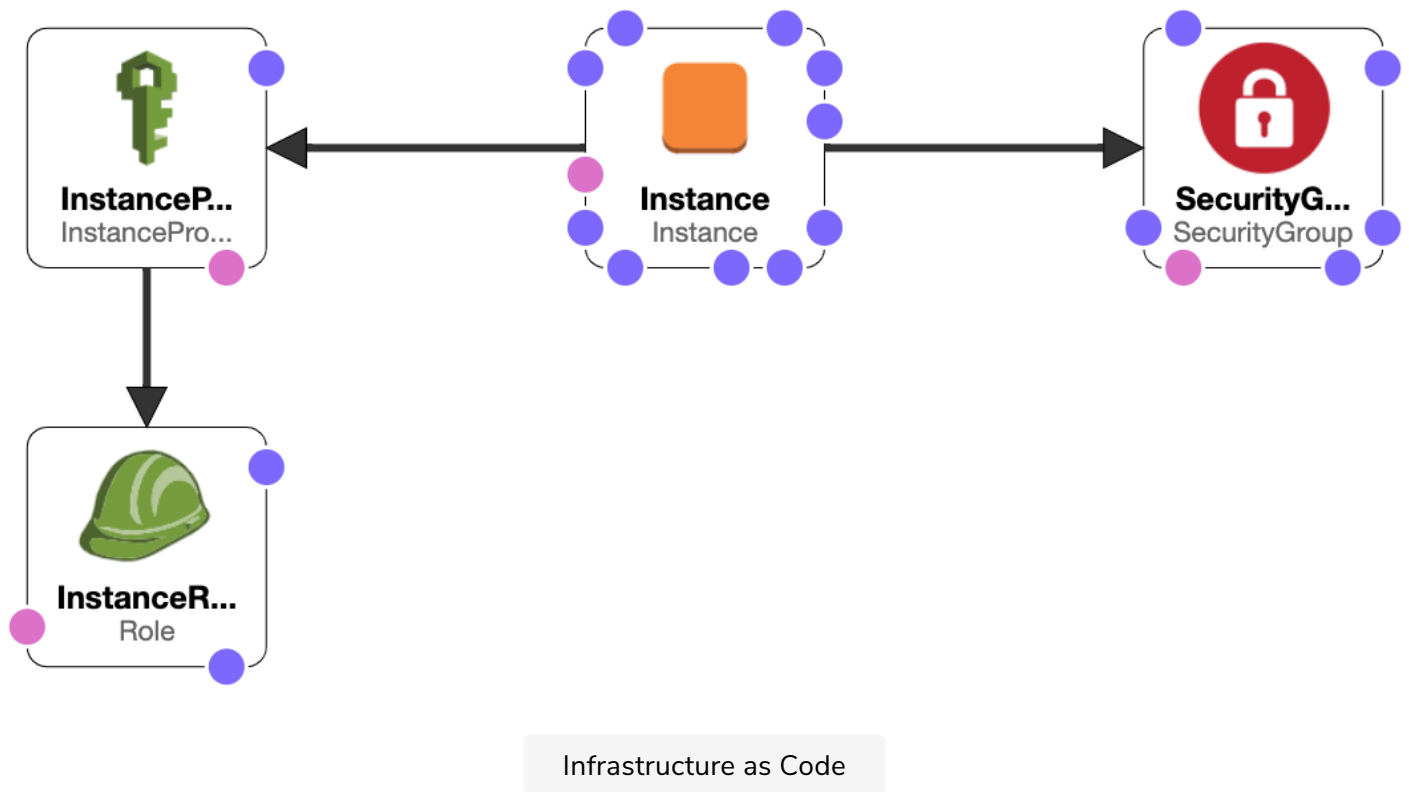 InstanceP...
InstancePro...
Instance
Instance
SecurityG...
SecurityGroup
InstanceR...
Role
Infrastructure as Code